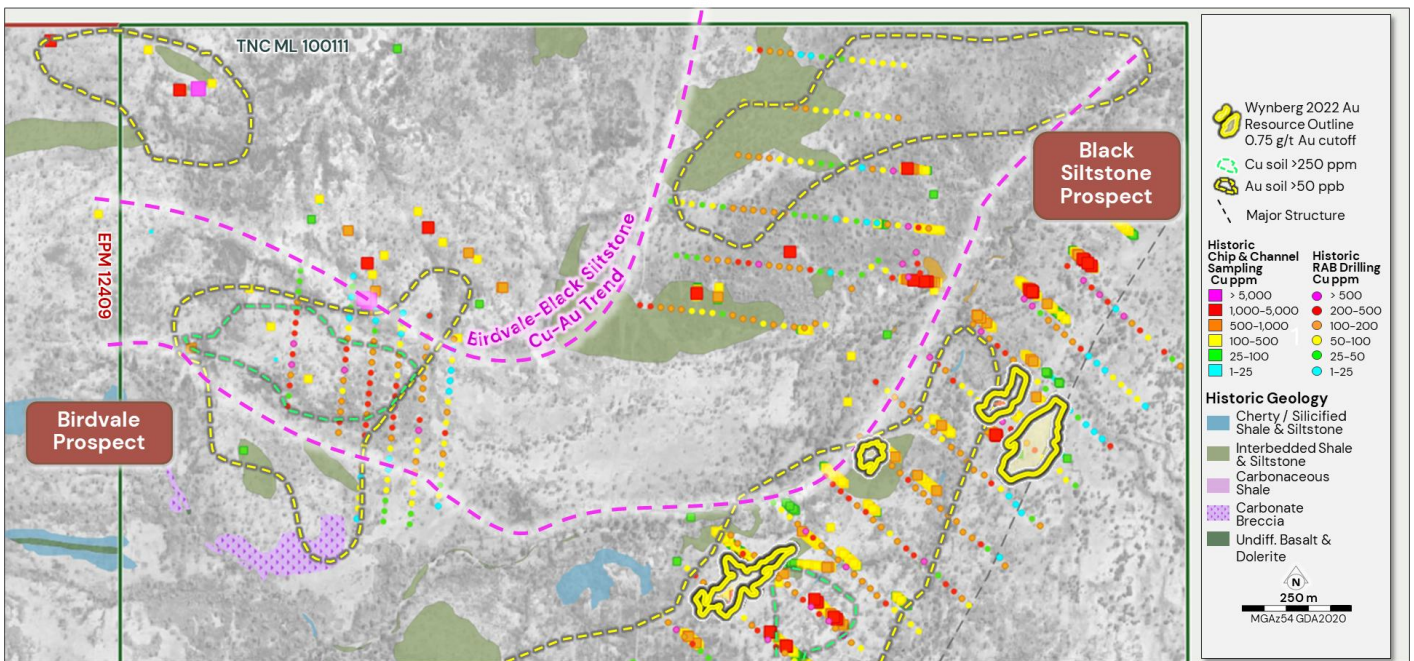 TNC ML 100111
EPM 12409
Birdvale–Black Siltstone
Cu–Au Trend
Black
Siltstone
Prospect
Birdvale
Prospect
Wynberg 2022 Au
Resource Outline
0.75 g/t Au cutoff
Cu soil >250 ppm
Au soil >50 ppb
Major Structure
Historic
Chip & Channel
Sampling
Cu ppm
> 5,000
1,000–5,000
500–1,000
100–500
25–100
1–25
Historic
RAB Drilling
Cu ppm
> 500
200–500
100–200
50–100
25–50
1–25
1
Historic Geology
Cherty / Silicified
Shale & Siltstone
Interbedded Shale
& Siltstone
Carbonaceous
Shale
Carbonate
Breccia
Undiff. Basalt &
Dolerite
N
250 m
MGAz54 GDA2020